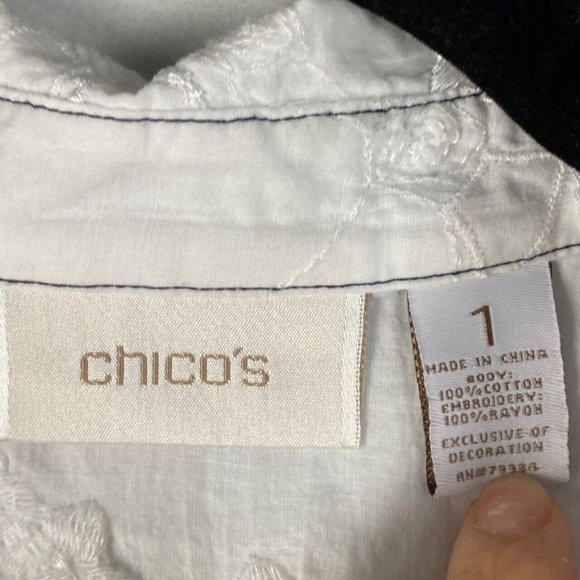 chico's
1
MADE IN CHINA
BODY:
100%COTTON
EMBROIDERY:
100%RAYON
EXCLUSIVE OF
DECORATION